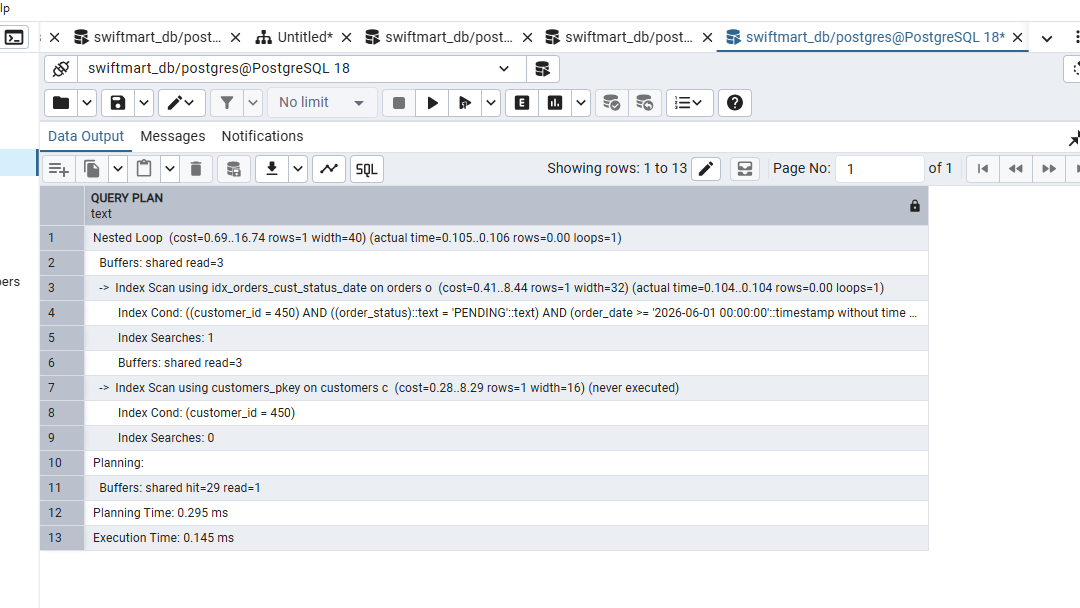 lp
swiftmart_db/post...
Untitled*
swiftmart_db/post...
swiftmart_db/post...
swiftmart_db/postgres@PostgreSQL 18*
swiftmart_db/postgres@PostgreSQL 18
No limit
E
Data Output Messages Notifications
SQL
Showing rows: 1 to 13
Page No: 1 of 1
QUERY PLAN
text
1 Nested Loop (cost=0.69..16.74 rows=1 width=40) (actual time=0.105..0.106 rows=0.00 loops=1)
2 Buffers: shared read=3
3 -> Index Scan using idx_orders_cust_status_date on orders o (cost=0.41..8.44 rows=1 width=32) (actual time=0.104..0.104 rows=0.00 loops=1)
4 Index Cond: ((customer_id = 450) AND ((order_status)::text = 'PENDING'::text) AND (order_date >= '2026-06-01 00:00:00'::timestamp without time ...
5 Index Searches: 1
6 Buffers: shared read=3
7 -> Index Scan using customers_pkey on customers c (cost=0.28..8.29 rows=1 width=16) (never executed)
8 Index Cond: (customer_id = 450)
9 Index Searches: 0
10 Planning:
11 Buffers: shared hit=29 read=1
12 Planning Time: 0.295 ms
13 Execution Time: 0.145 ms
ers